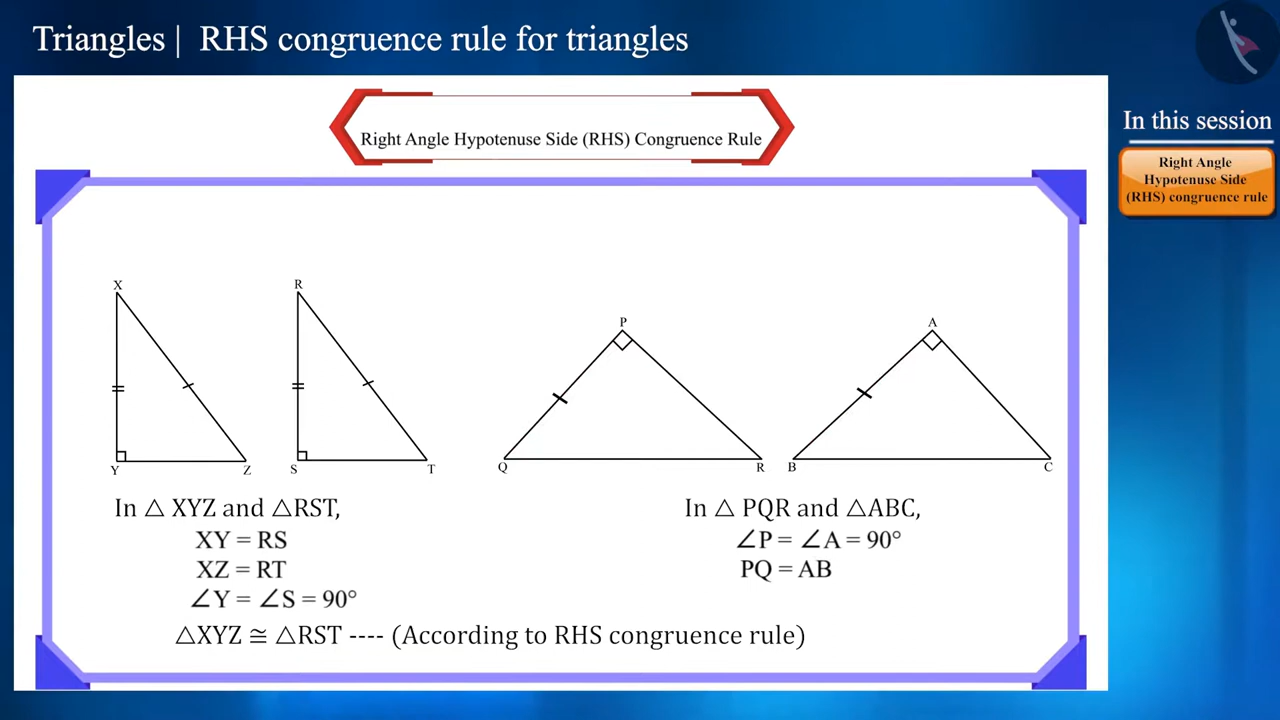 Triangles | RHS congruence rule for triangles
In this session
Right Angle
Hypotenuse Side
(RHS) congruence rule
Right Angle Hypotenuse Side (RHS) Congruence Rule
X
R
P
A
Y
Z
S
T
Q
R
B
C
In △ XYZ and △RST,
XY = RS
XZ = RT
∠Y = ∠S = 90°
△XYZ ≅ △RST ---- (According to RHS congruence rule)
In △ PQR and △ABC,
∠P = ∠A = 90°
PQ = AB